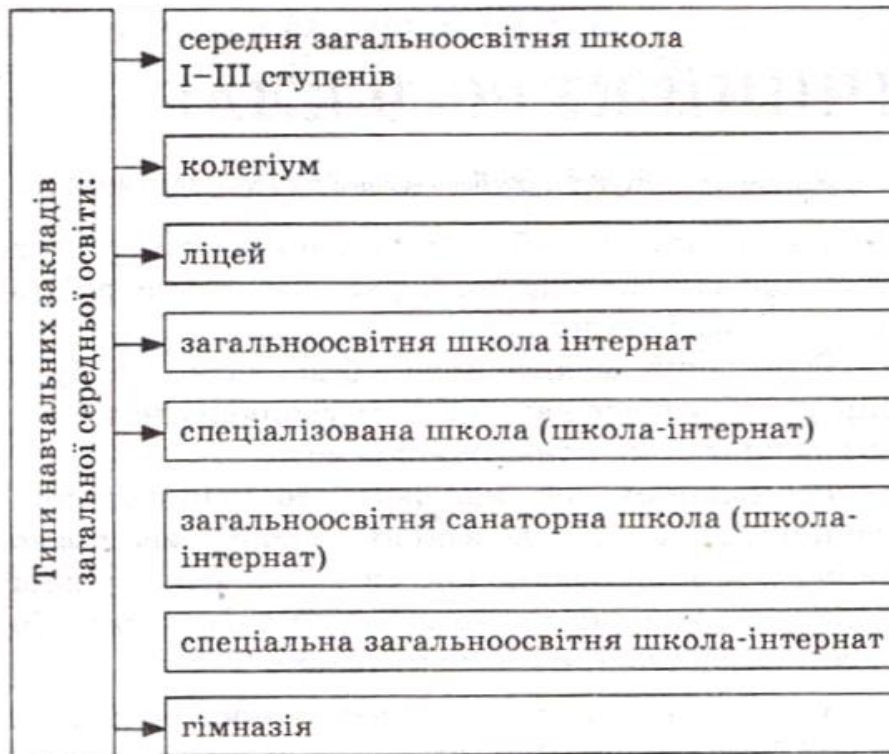 Типи навчальних закладів
загальної середньої освіти:
середня загальноосвітня школа
І–ІІІ ступенів
колегіум
ліцей
загальноосвітня школа інтернат
спеціалізована школа (школа-інтернат)
загальноосвітня санаторна школа (школа-
інтернат)
спеціальна загальноосвітня школа-інтернат
гімназія